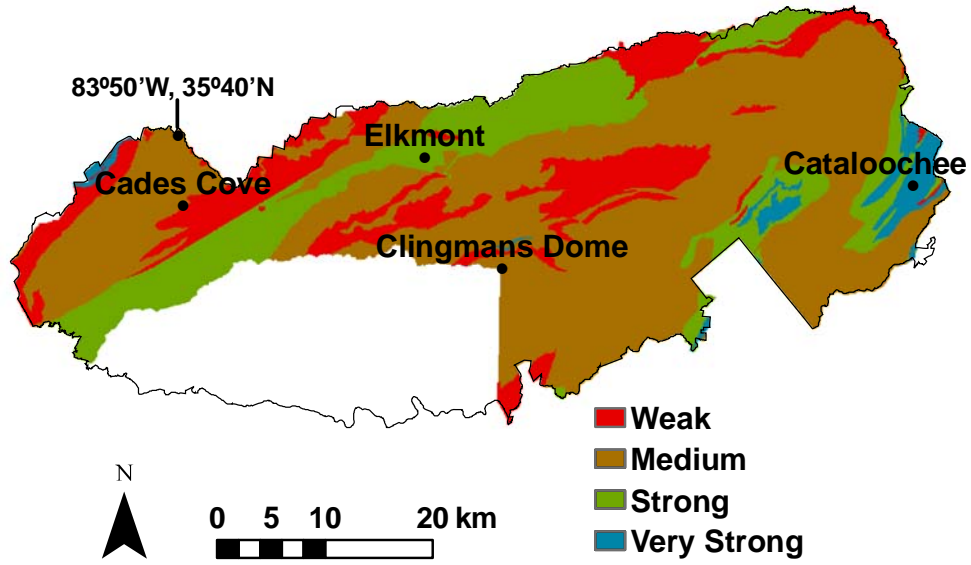 83º50’W, 35º40’N
Elkmont
Cades Cove
Cataloochee
Clingmans Dome
Weak
Medium
Strong
Very Strong
N
0 5 10 20 km